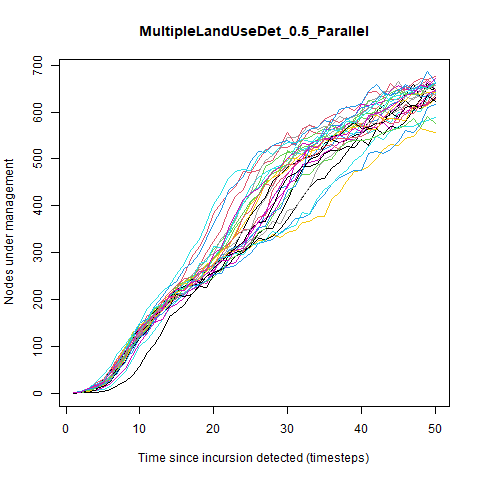 MultipleLandUseDet_0.5_Parallel
Nodes under management
700
600
500
400
300
200
100
0
0 10 20 30 40 50
Time since incursion detected (timesteps)